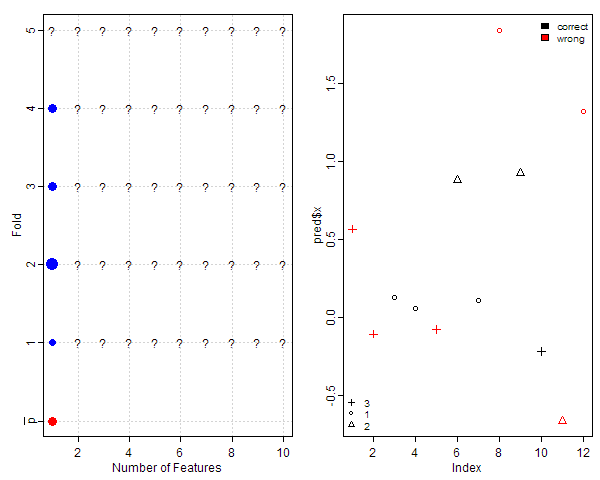 5 ? ? ? ? ? ? ? ? ? ?
4 ? ? ? ? ? ? ? ? ?
3 ? ? ? ? ? ? ? ? ?
2 ? ? ? ? ? ? ? ? ?
1 ? ? ? ? ? ? ? ? ?
p̅
Fold
2 4 6 8 10
Number of Features
correct
wrong
1.5
1.0
0.5
0.0
-0.5
pred$x
3
1
2
2 4 6 8 10 12
Index